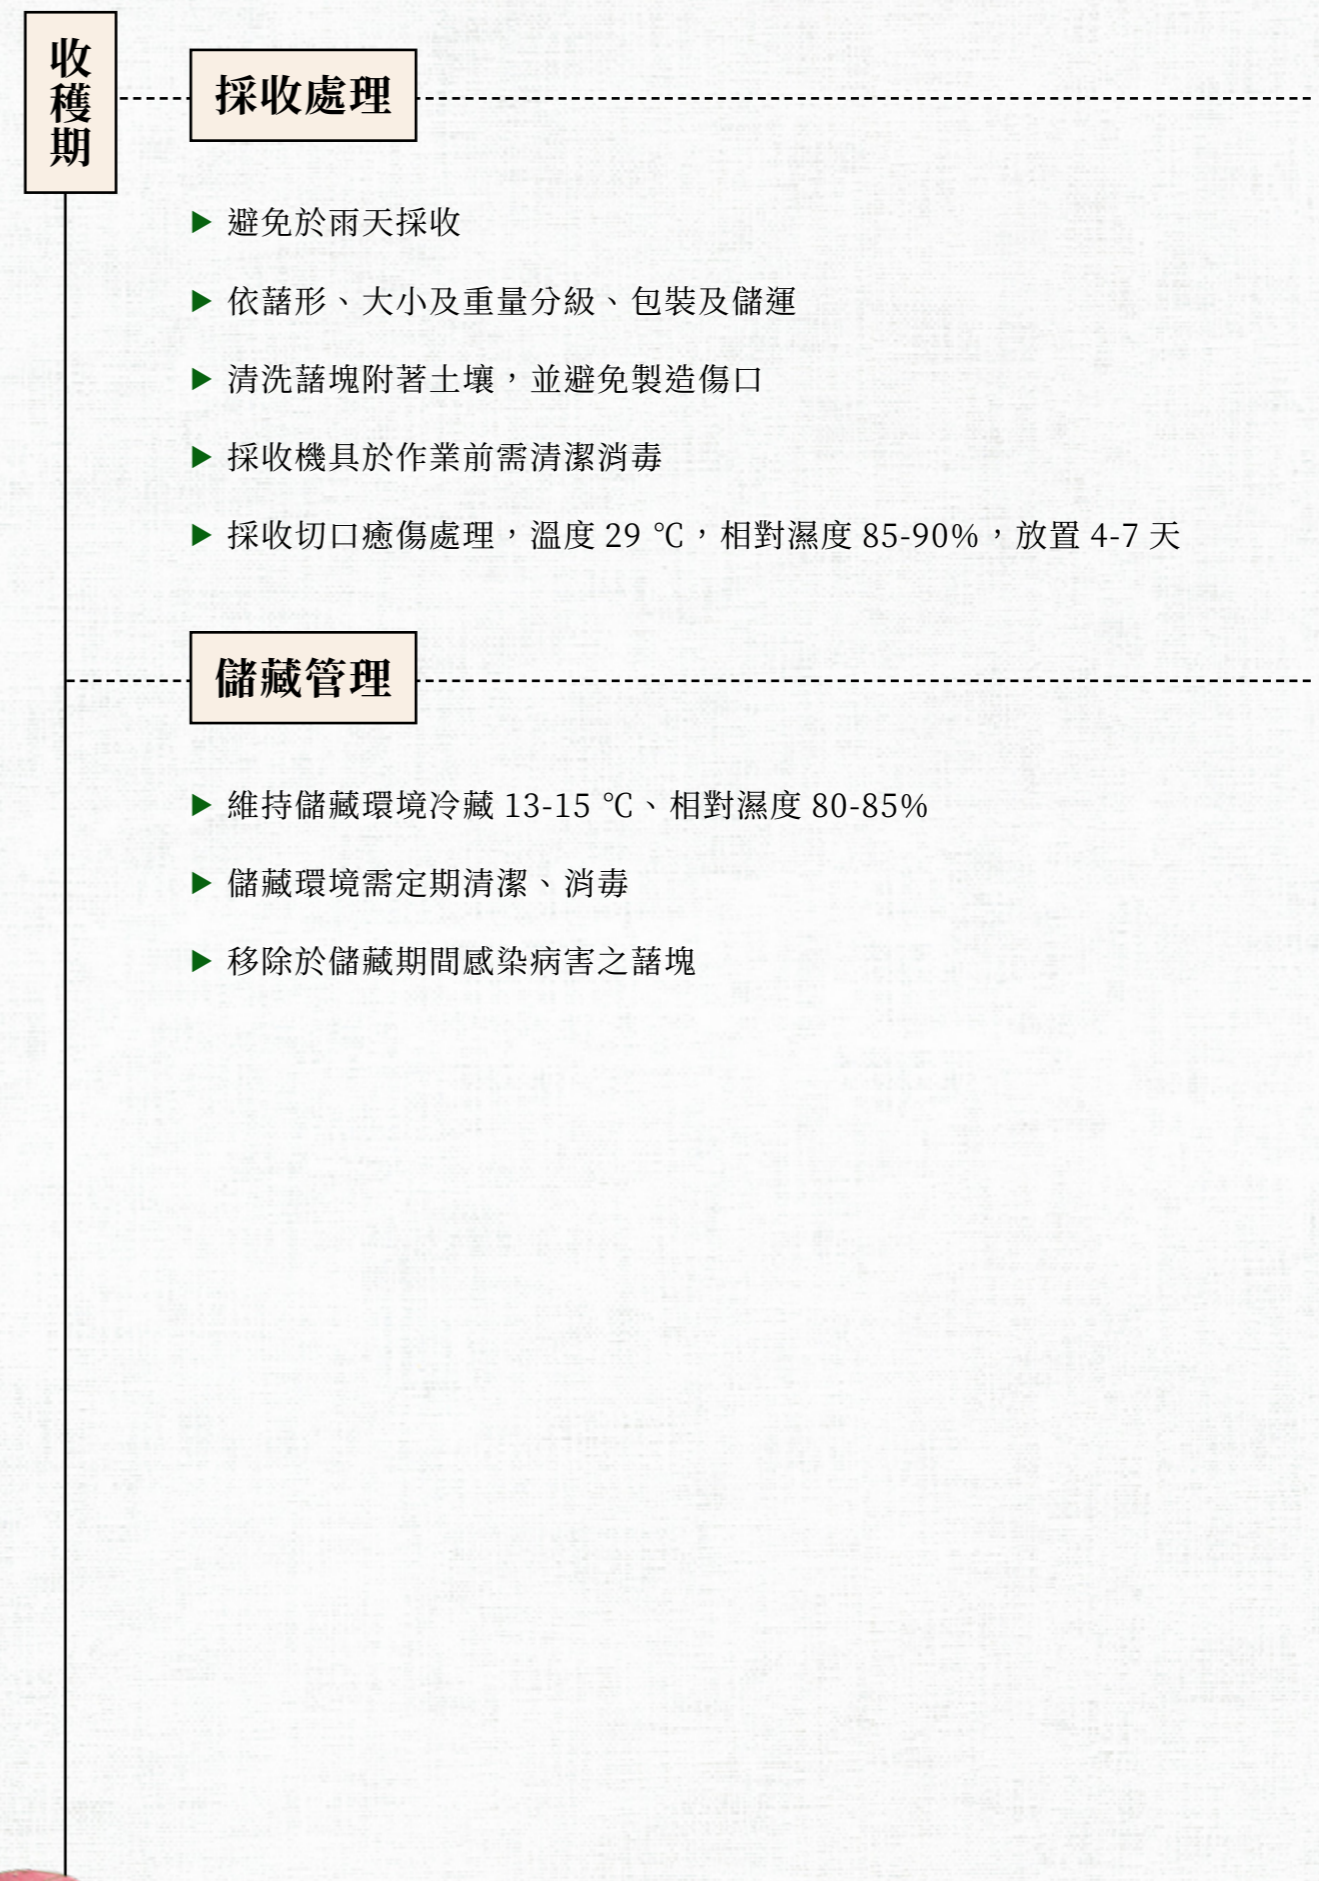 收穫期
採收處理
▶ 避免於雨天採收
▶ 依藷形、大小及重量分級、包裝及儲運
▶ 清洗藷塊附著土壤，並避免製造傷口
▶ 採收機具於作業前需清潔消毒
▶ 採收切口癒傷處理，溫度 29 ℃，相對濕度 85-90%，放置 4-7 天
儲藏管理
▶ 維持儲藏環境冷藏 13-15 ℃、相對濕度 80-85%
▶ 儲藏環境需定期清潔、消毒
▶ 移除於儲藏期間感染病害之藷塊